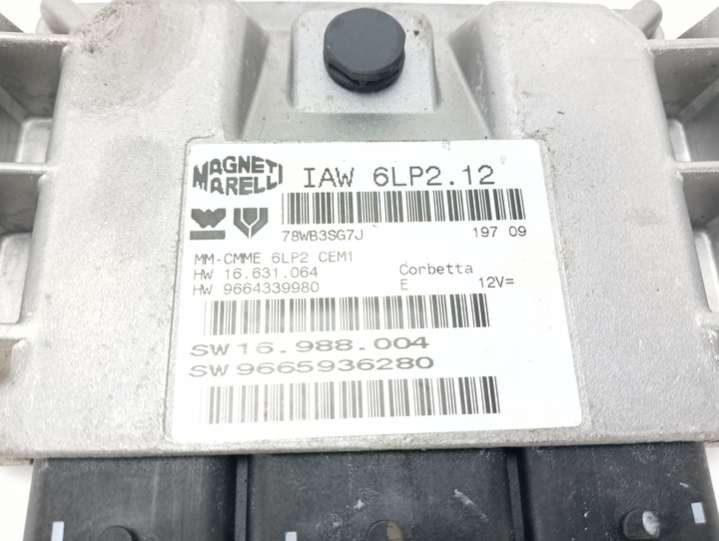 MAGNETI MARELLI IAW 6LP2.12
78WB3SG7J 197 09
MM-CMME 6LP2 CEM1
HW 16.631.064 Corbetta
HW 9664339980 E 12V=
SW 16.988.004
SW 9665936280